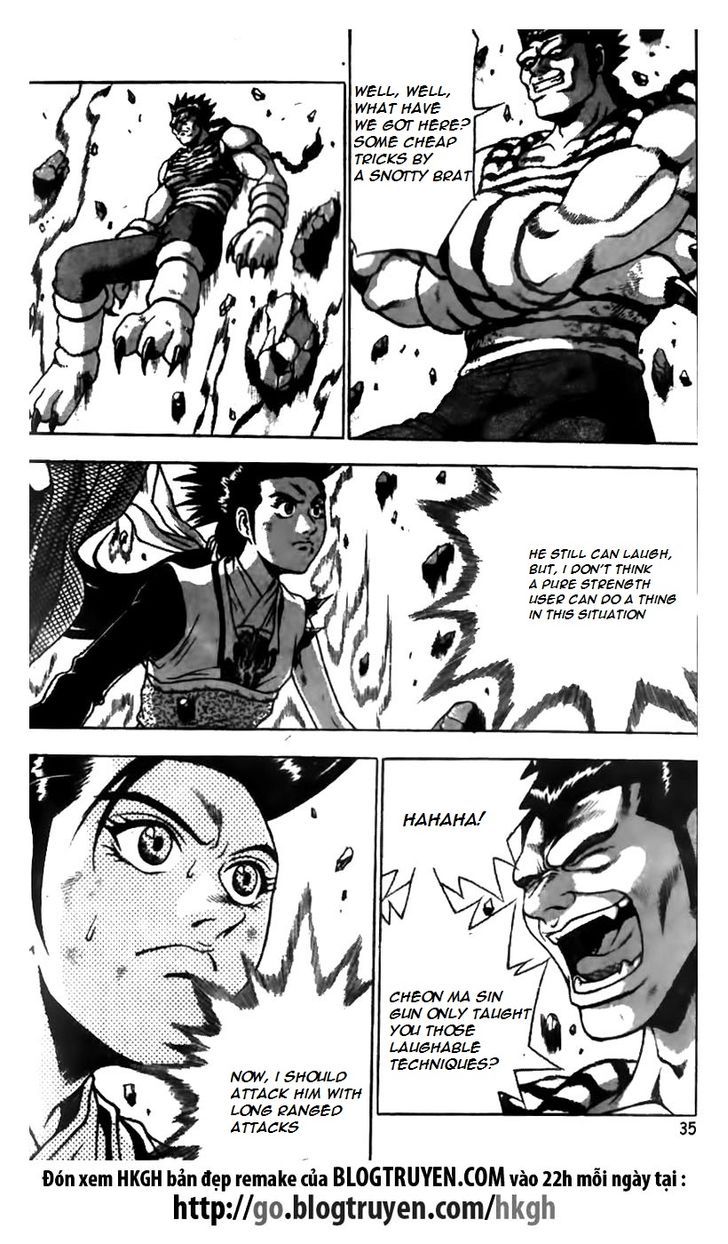 WELL, WELL,
WHAT HAVE
WE GOT HERE?
SOME CHEAP
TRICKS BY
A SNOTTY BRAT
HE STILL CAN LAUGH,
BUT, I DON'T THINK
A PURE STRENGTH
USER CAN DO A THING
IN THIS SITUATION
HAHAHA!
CHEON MA SIN
GUN ONLY TAUGHT
YOU THOSE
LAUGHABLE
TECHNIQUES?
NOW, I SHOULD
ATTACK HIM WITH
LONG RANGED
ATTACKS
35
Đón xem HKGH bản đẹp remake của BLOGTRUYEN.COM vào 22h mỗi ngày tại :
http://go.blogtruyen.com/hkgh